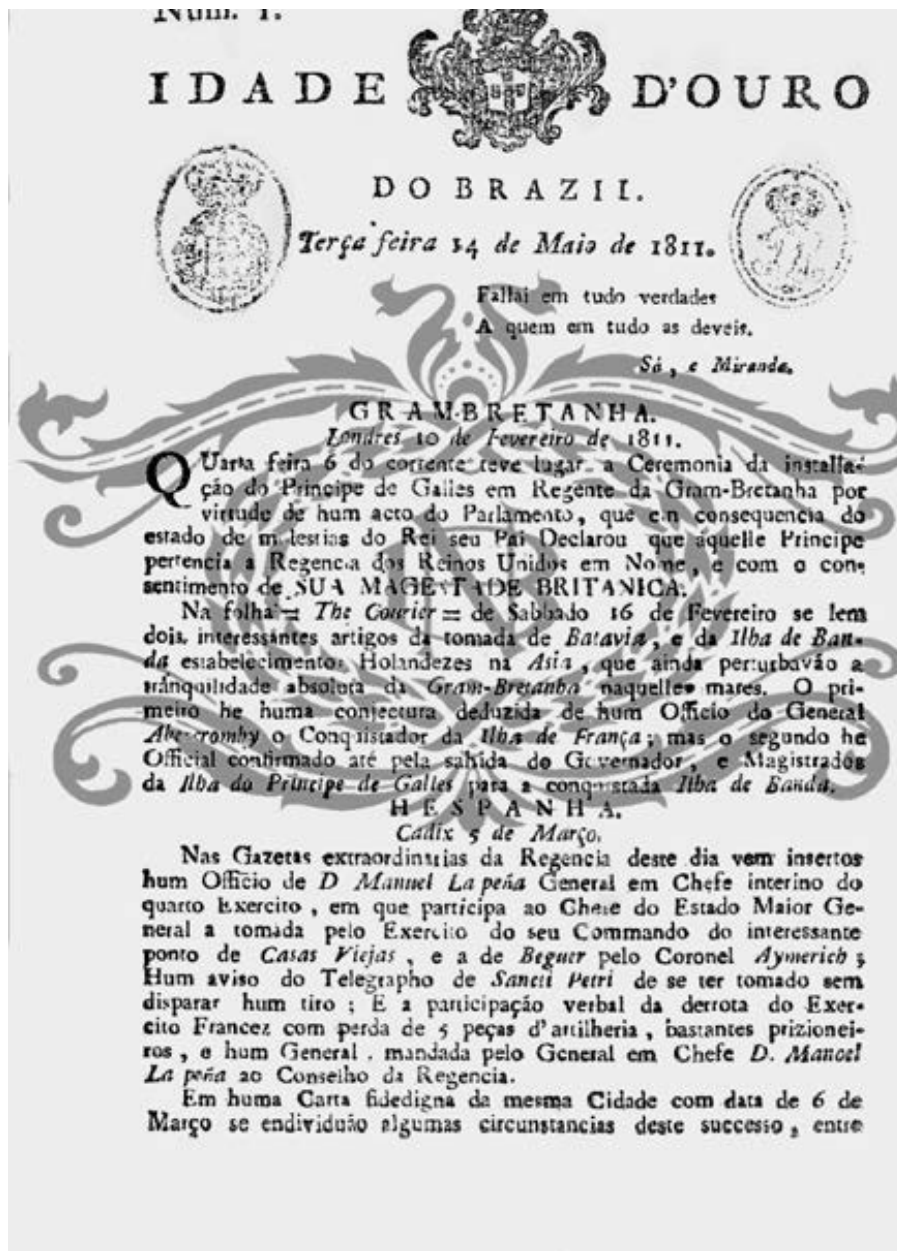 Num. 1.
IDADE D'OURO
DO BRAZIL.
Terça feira 14 de Maio de 1811.
Fallai em tudo verdades
A quem em tudo as deveis.
Sá, e Miranda.
GRAM-BRETANHA.
Londres 10 de Fevereiro de 1811.
QUarta feira 6 do corrente teve lugar a Ceremonia da installa-
ção do Principe de Galles em Regente da Gram-Bretanha por
virtude de hum acto do Parlamento, que em consequencia do
estado de molestias do Rei seu Pai Declarou que aquelle Principe
pertencia a Regencia dos Reinos Unidos em Nome, e com o con-
sentimento de SUA MAGESTADE BRITANICA.
Na folha = The Courier = de Sabbado 16 de Fevereiro se lem
dois interessantes artigos da tomada de Batavia, e da Ilha de Ban-
da estabelecimentos Holandezes na Asia, que ainda perturbavão a
tránquilidade absoluta da Gram-Bretanha naquelles mares. O pri-
meiro he huma conjectura deduzida de hum Officio do General
Abercromby o Conquistador da Ilha de França; mas o segundo he
Official confirmado até pela sahida do Governador, e Magistrados
da Ilha do Principe de Galles para a conquistada Ilha de Banda.
HESPANHA.
Cadix 5 de Março.
Nas Gazetas extraordinarias da Regencia deste dia vem insertos
hum Officio de D Manuel La peña General em Chefe interino do
quarto Exercito, em que participa ao Chefe do Estado Maior Ge-
neral a tomada pelo Exercito do seu Commando do interessante
ponto de Casas Viejas, e a de Beguer pelo Coronel Aymerich;
Hum aviso do Telegrapho de Sancti Petri de se ter tomado sem
disparar hum tiro; E a participação verbal da derrota do Exer-
cito Francez com perda de 5 peças d'artilheria, bastantes prizionei-
ros, e hum General, mandada pelo General em Chefe D. Manoel
La peña ao Conselho da Regencia.
Em huma Carta fidedigna da mesma Cidade com data de 6 de
Março se endividuão algumas circunstancias deste successo, entre